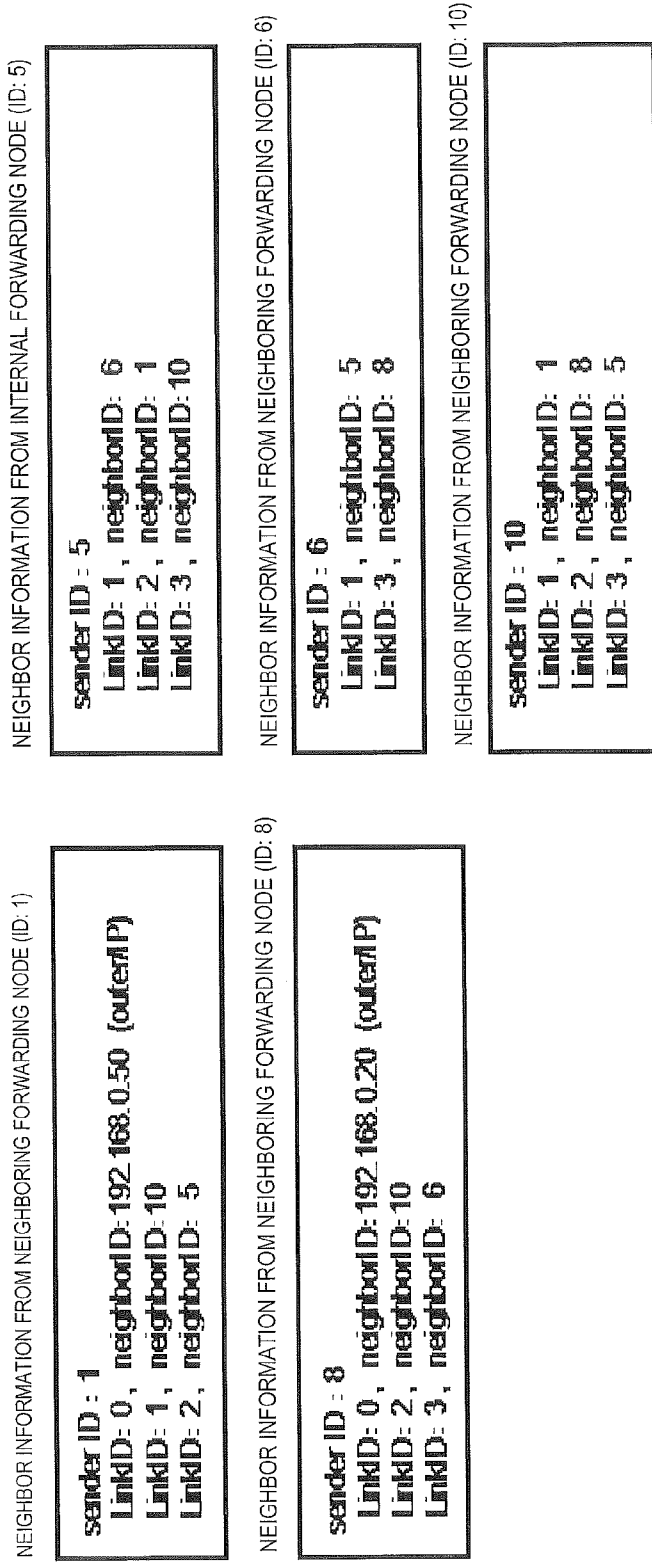 NEIGHBOR INFORMATION FROM NEIGHBORING FORWARDING NODE (ID: 1)
sender ID : 1
LinkID: 0, neighborID: 192.168.0.50 (outer/IP)
LinkID: 1, neighborID: 10
LinkID: 2, neighborID: 5
NEIGHBOR INFORMATION FROM NEIGHBORING FORWARDING NODE (ID: 8)
sender ID : 8
LinkID: 0, neighborID: 192.168.0.20 (outer/IP)
LinkID: 2, neighborID: 10
LinkID: 3, neighborID: 6
NEIGHBOR INFORMATION FROM INTERNAL FORWARDING NODE (ID: 5)
sender ID : 5
LinkID: 1, neighborID: 6
LinkID: 2, neighborID: 1
LinkID: 3, neighborID: 10
NEIGHBOR INFORMATION FROM NEIGHBORING FORWARDING NODE (ID: 6)
sender ID : 6
LinkID: 1, neighborID: 5
LinkID: 3, neighborID: 8
NEIGHBOR INFORMATION FROM NEIGHBORING FORWARDING NODE (ID: 10)
sender ID : 10
LinkID: 1, neighborID: 1
LinkID: 2, neighborID: 8
LinkID: 3, neighborID: 5